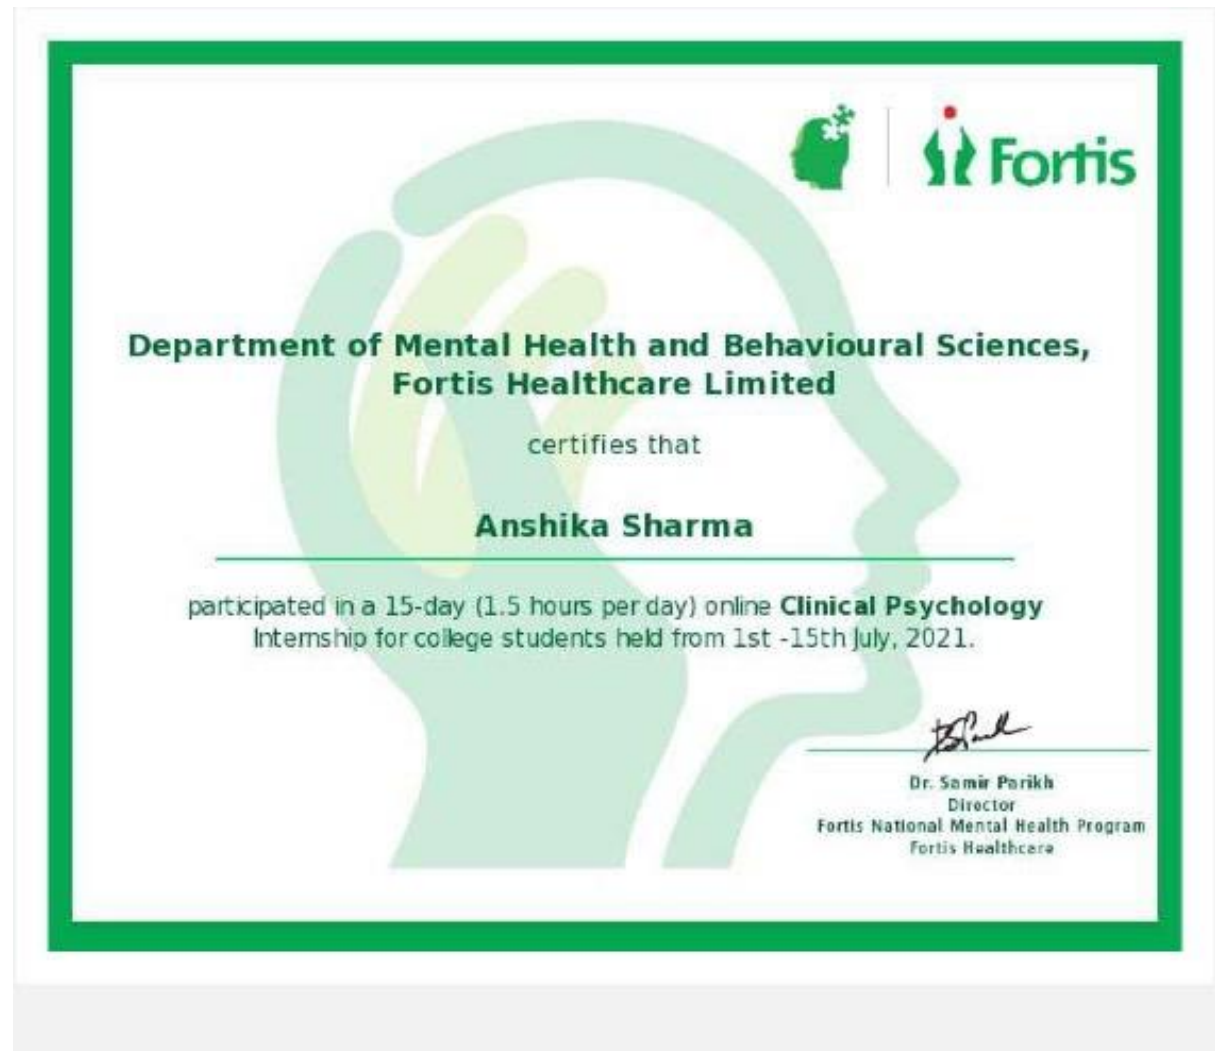 Fortis
Department of Mental Health and Behavioural Sciences,
Fortis Healthcare Limited
certifies that
Anshika Sharma
participated in a 15-day (1.5 hours per day) online Clinical Psychology
Internship for college students held from 1st -15th July, 2021.
Dr. Samir Parikh
Director
Fortis National Mental Health Program
Fortis Healthcare